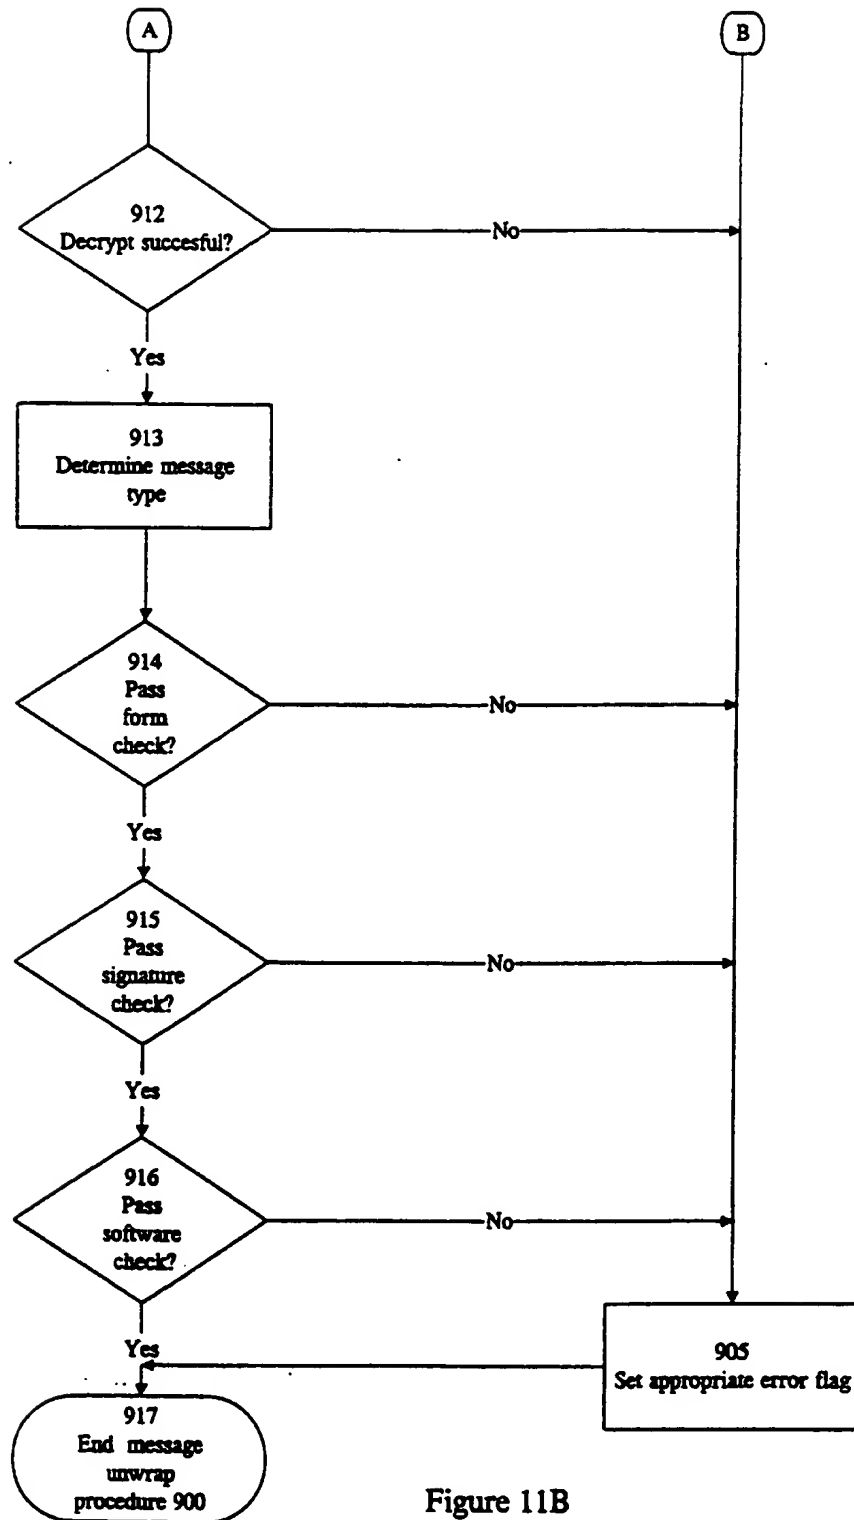 A
B
912
Decrypt succesful?
No
Yes
913
Determine message
type
914
Pass
form
check?
No
Yes
915
Pass
signature
check?
No
Yes
916
Pass
software
check?
No
Yes
905
Set appropriate error flag
917
End message
unwrap
procedure 900
Figure 11B